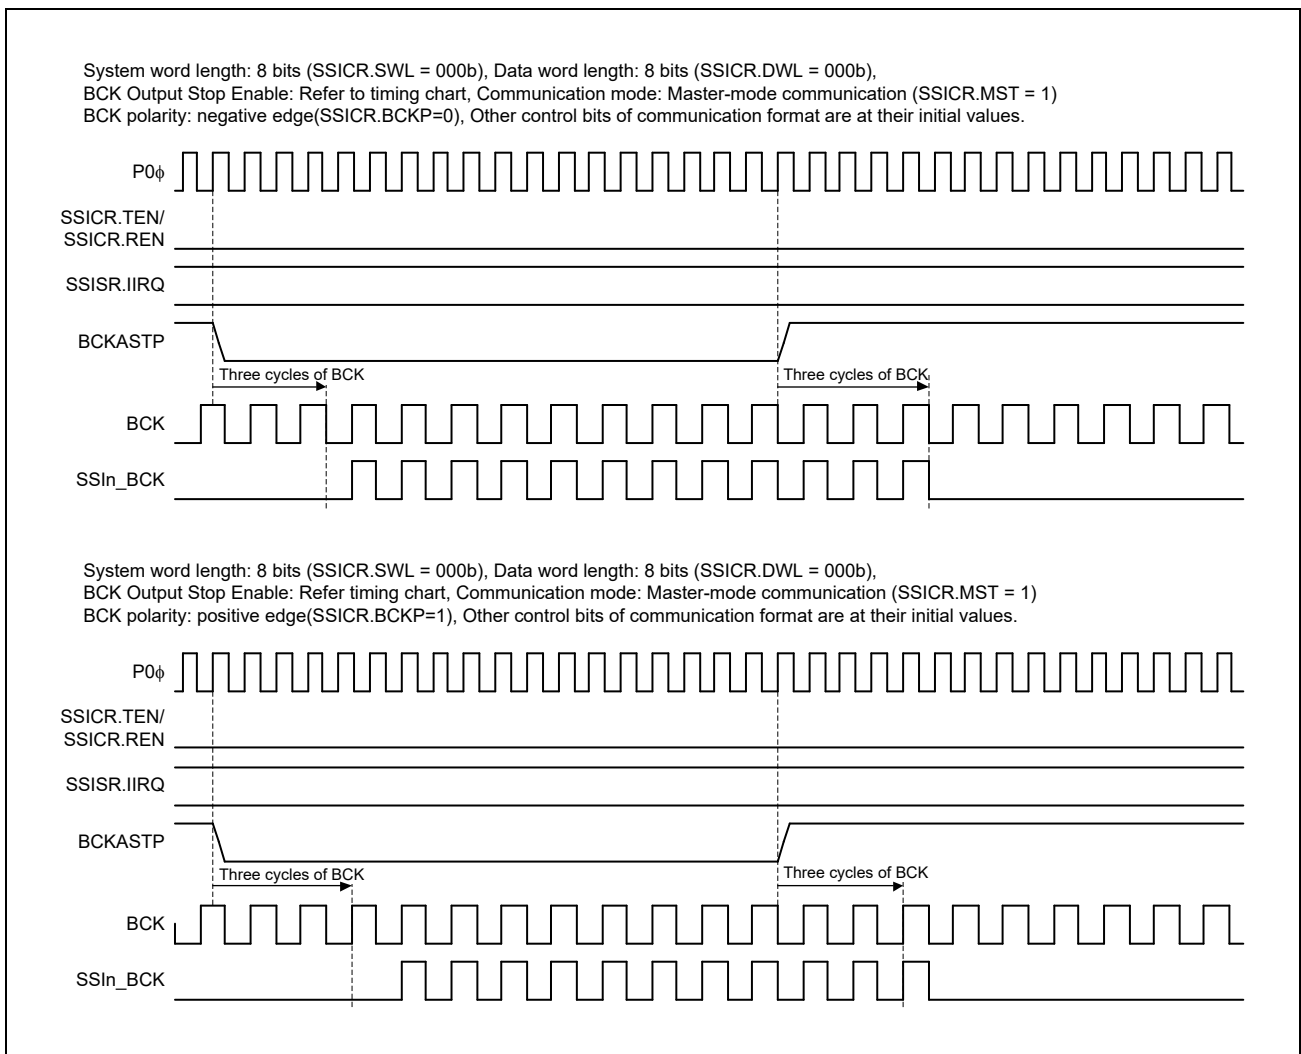 System word length: 8 bits (SSICR.SWL = 000b), Data word length: 8 bits (SSICR.DWL = 000b),
BCK Output Stop Enable: Refer to timing chart, Communication mode: Master-mode communication (SSICR.MST = 1)
BCK polarity: negative edge(SSICR.BCKP=0), Other control bits of communication format are at their initial values.
P0ϕ
SSICR.TEN/
SSICR.REN
SSISR.IIRQ
BCKASTP
Three cycles of BCK
Three cycles of BCK
BCK
SSIn_BCK
System word length: 8 bits (SSICR.SWL = 000b), Data word length: 8 bits (SSICR.DWL = 000b),
BCK Output Stop Enable: Refer timing chart, Communication mode: Master-mode communication (SSICR.MST = 1)
BCK polarity: positive edge(SSICR.BCKP=1), Other control bits of communication format are at their initial values.
P0ϕ
SSICR.TEN/
SSICR.REN
SSISR.IIRQ
BCKASTP
Three cycles of BCK
Three cycles of BCK
BCK
SSIn_BCK